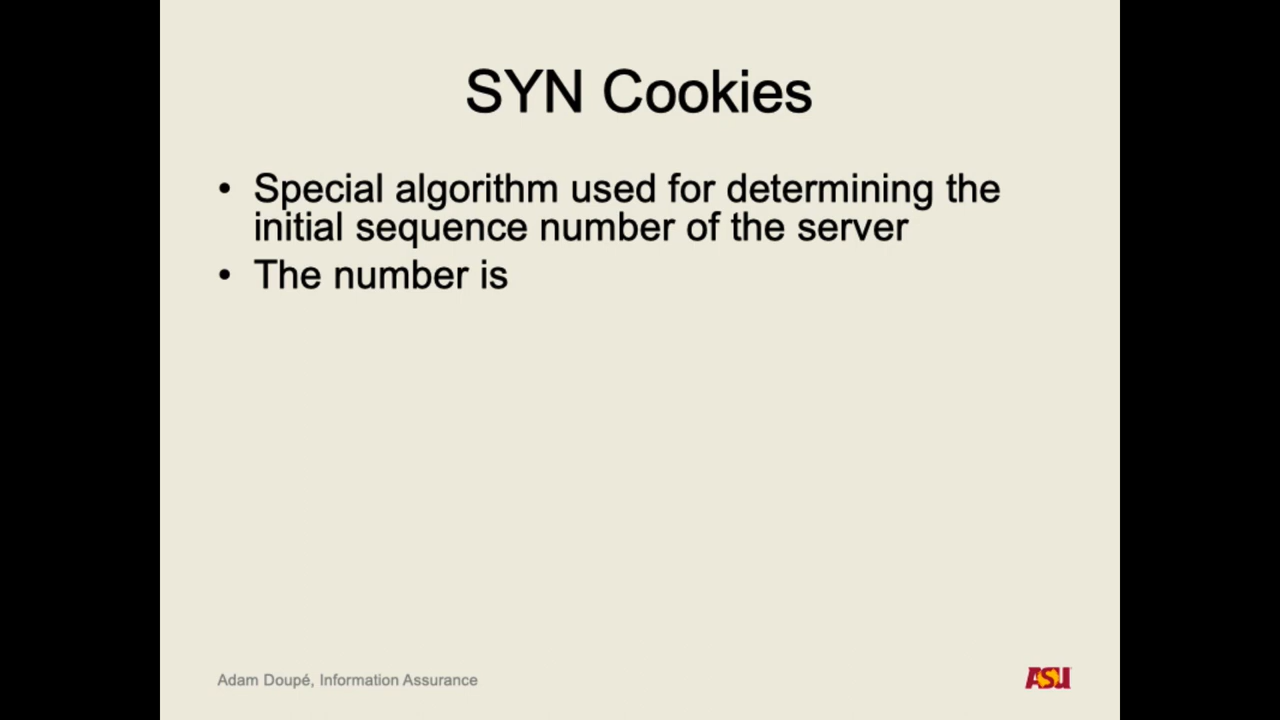 SYN Cookies
• Special algorithm used for determining the
initial sequence number of the server
• The number is
Adam Doupé, Information Assurance
ASU